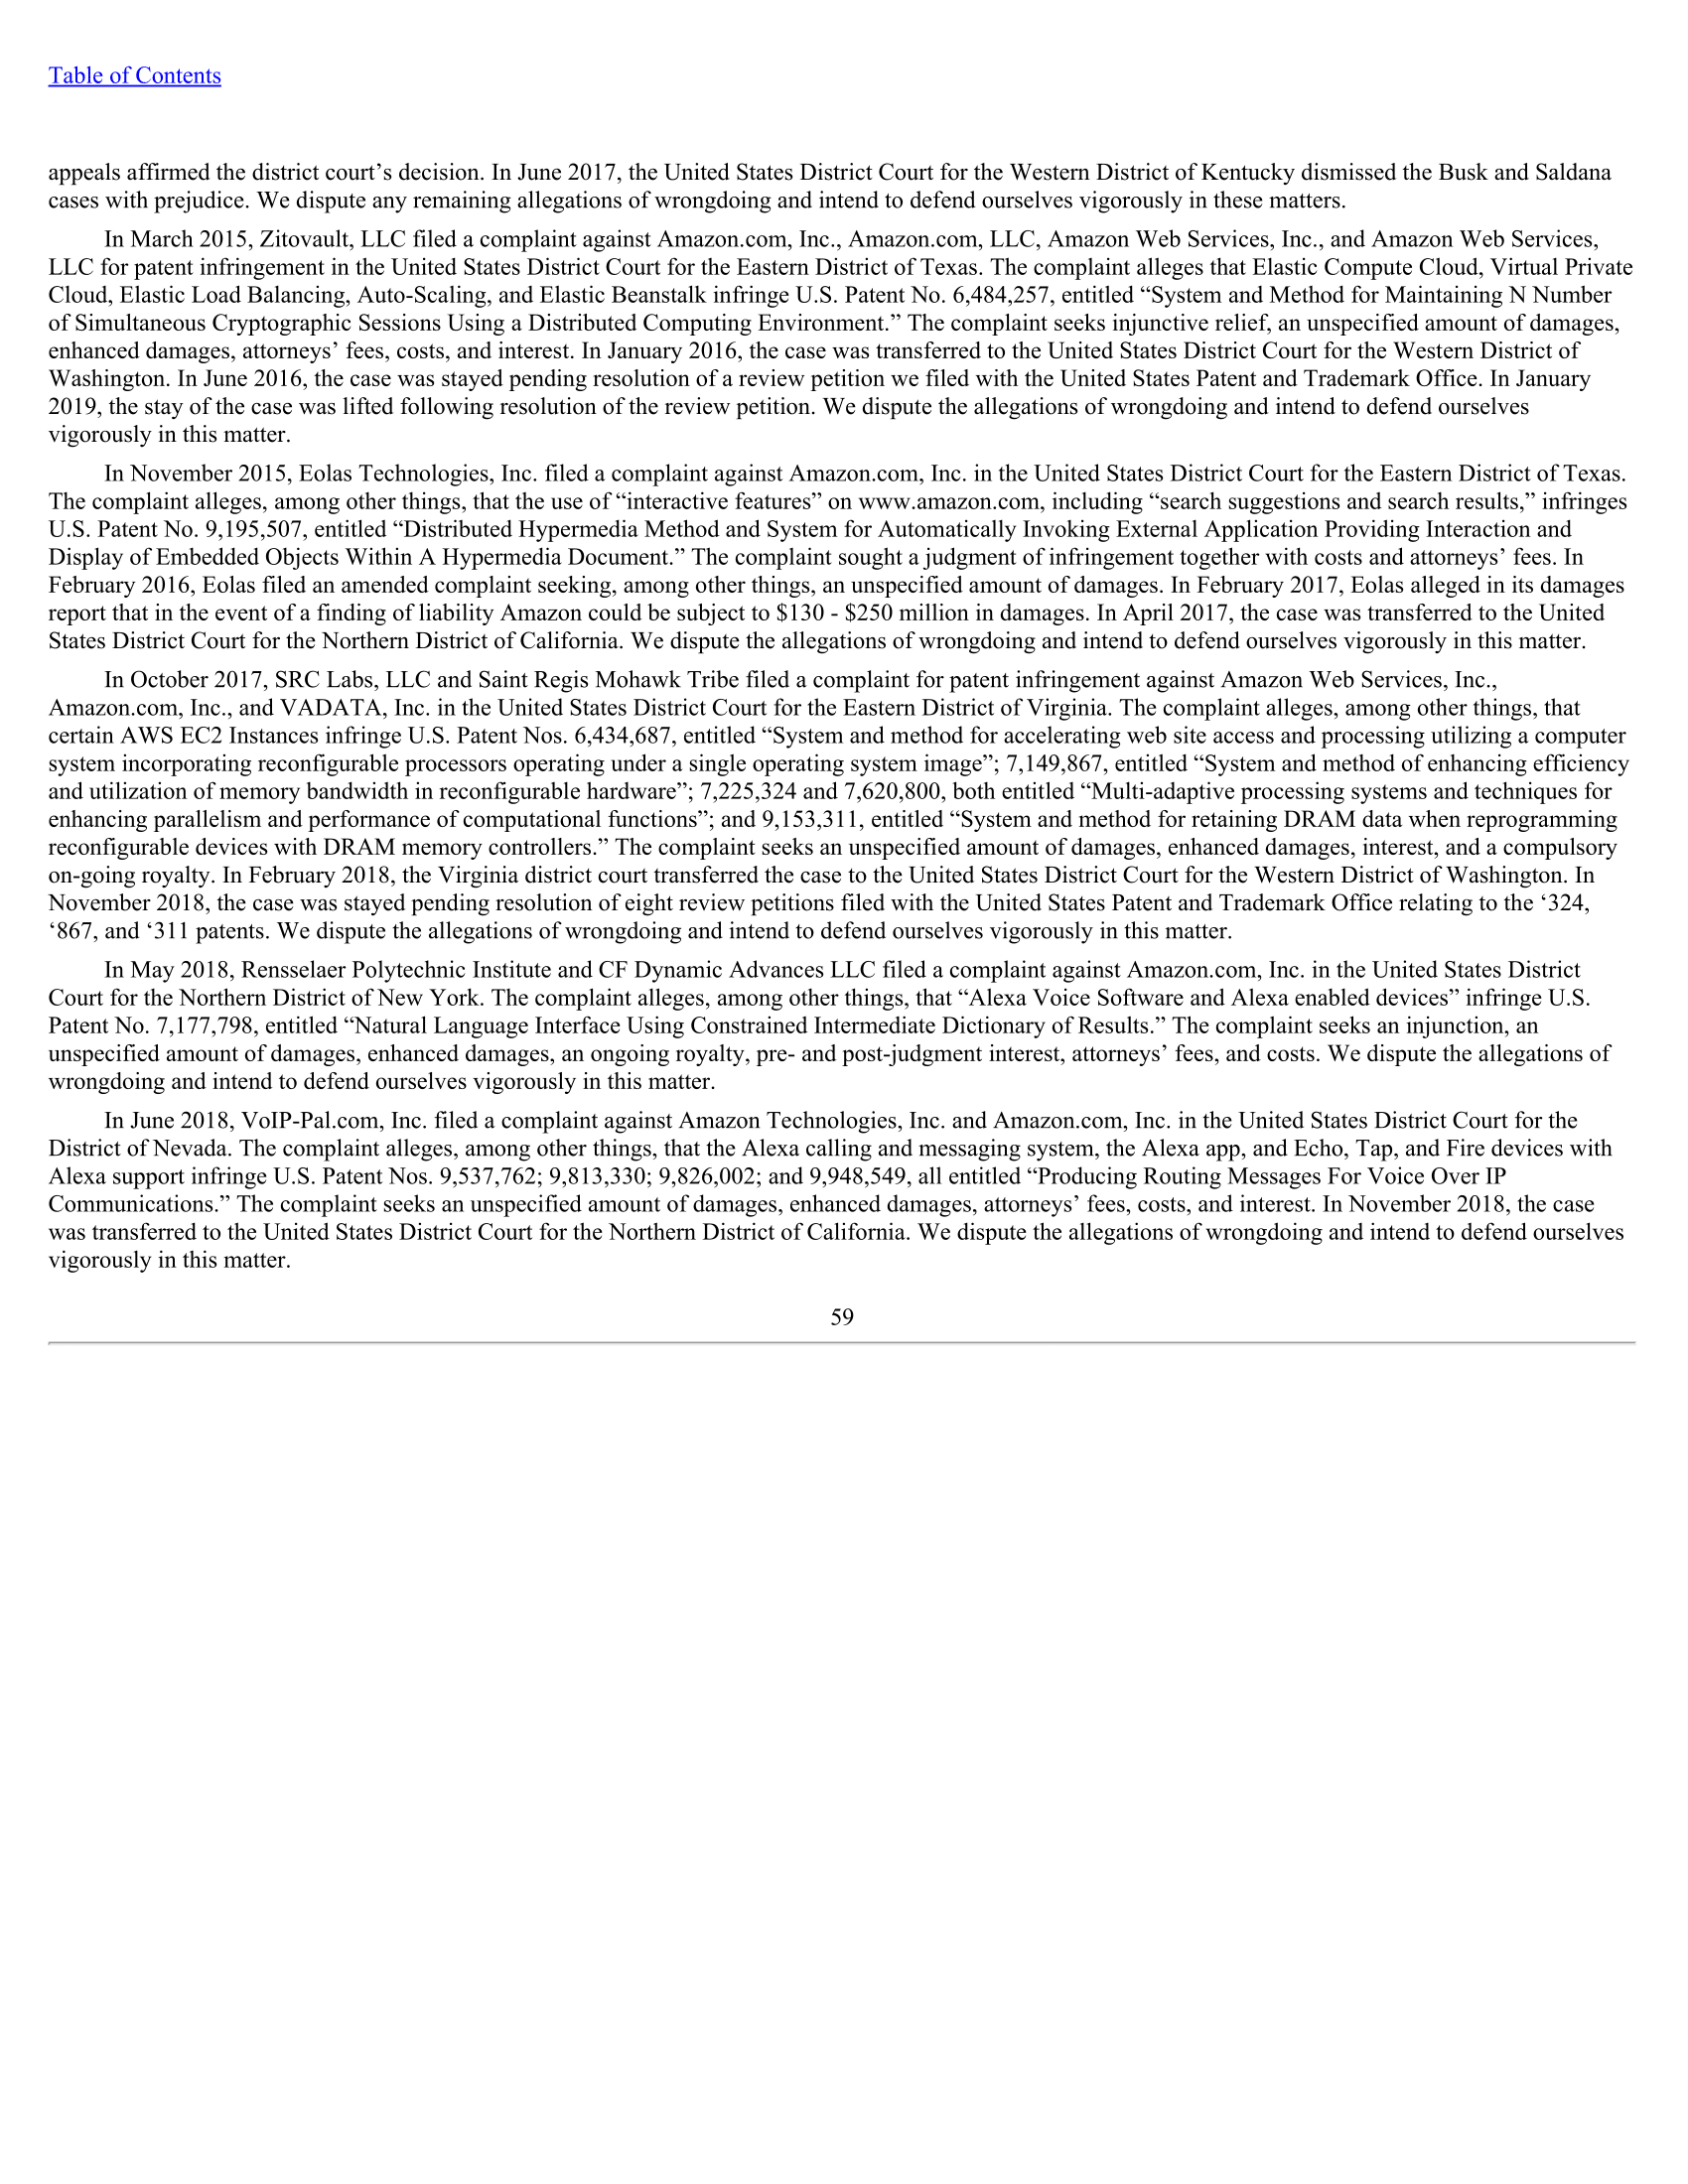 Table of Contents
appeals affirmed the district court’s decision. In June 2017, the United States District Court for the Western District of Kentucky dismissed the Busk and Saldana
cases with prejudice. We dispute any remaining allegations of wrongdoing and intend to defend ourselves vigorously in these matters.
In March 2015, Zitovault, LLC filed a complaint against Amazon.com, Inc., Amazon.com, LLC, Amazon Web Services, Inc., and Amazon Web Services,
LLC for patent infringement in the United States District Court for the Eastern District of Texas. The complaint alleges that Elastic Compute Cloud, Virtual Private
Cloud, Elastic Load Balancing, Auto-Scaling, and Elastic Beanstalk infringe U.S. Patent No. 6,484,257, entitled “System and Method for Maintaining N Number
of Simultaneous Cryptographic Sessions Using a Distributed Computing Environment.” The complaint seeks injunctive relief, an unspecified amount of damages,
enhanced damages, attorneys’ fees, costs, and interest. In January 2016, the case was transferred to the United States District Court for the Western District of
Washington. In June 2016, the case was stayed pending resolution of a review petition we filed with the United States Patent and Trademark Office. In January
2019, the stay of the case was lifted following resolution of the review petition. We dispute the allegations of wrongdoing and intend to defend ourselves
vigorously in this matter.
In November 2015, Eolas Technologies, Inc. filed a complaint against Amazon.com, Inc. in the United States District Court for the Eastern District of Texas.
The complaint alleges, among other things, that the use of “interactive features” on www.amazon.com, including “search suggestions and search results,” infringes
U.S. Patent No. 9,195,507, entitled “Distributed Hypermedia Method and System for Automatically Invoking External Application Providing Interaction and
Display of Embedded Objects Within A Hypermedia Document.” The complaint sought a judgment of infringement together with costs and attorneys’ fees. In
February 2016, Eolas filed an amended complaint seeking, among other things, an unspecified amount of damages. In February 2017, Eolas alleged in its damages
report that in the event of a finding of liability Amazon could be subject to $130 - $250 million in damages. In April 2017, the case was transferred to the United
States District Court for the Northern District of California. We dispute the allegations of wrongdoing and intend to defend ourselves vigorously in this matter.
In October 2017, SRC Labs, LLC and Saint Regis Mohawk Tribe filed a complaint for patent infringement against Amazon Web Services, Inc.,
Amazon.com, Inc., and VADATA, Inc. in the United States District Court for the Eastern District of Virginia. The complaint alleges, among other things, that
certain AWS EC2 Instances infringe U.S. Patent Nos. 6,434,687, entitled “System and method for accelerating web site access and processing utilizing a computer
system incorporating reconfigurable processors operating under a single operating system image”; 7,149,867, entitled “System and method of enhancing efficiency
and utilization of memory bandwidth in reconfigurable hardware”; 7,225,324 and 7,620,800, both entitled “Multi-adaptive processing systems and techniques for
enhancing parallelism and performance of computational functions”; and 9,153,311, entitled “System and method for retaining DRAM data when reprogramming
reconfigurable devices with DRAM memory controllers.” The complaint seeks an unspecified amount of damages, enhanced damages, interest, and a compulsory
on-going royalty. In February 2018, the Virginia district court transferred the case to the United States District Court for the Western District of Washington. In
November 2018, the case was stayed pending resolution of eight review petitions filed with the United States Patent and Trademark Office relating to the ‘324,
‘867, and ‘311 patents. We dispute the allegations of wrongdoing and intend to defend ourselves vigorously in this matter.
In May 2018, Rensselaer Polytechnic Institute and CF Dynamic Advances LLC filed a complaint against Amazon.com, Inc. in the United States District
Court for the Northern District of New York. The complaint alleges, among other things, that “Alexa Voice Software and Alexa enabled devices” infringe U.S.
Patent No. 7,177,798, entitled “Natural Language Interface Using Constrained Intermediate Dictionary of Results.” The complaint seeks an injunction, an
unspecified amount of damages, enhanced damages, an ongoing royalty, pre- and post-judgment interest, attorneys’ fees, and costs. We dispute the allegations of
wrongdoing and intend to defend ourselves vigorously in this matter.
In June 2018, VoIP-Pal.com, Inc. filed a complaint against Amazon Technologies, Inc. and Amazon.com, Inc. in the United States District Court for the
District of Nevada. The complaint alleges, among other things, that the Alexa calling and messaging system, the Alexa app, and Echo, Tap, and Fire devices with
Alexa support infringe U.S. Patent Nos. 9,537,762; 9,813,330; 9,826,002; and 9,948,549, all entitled “Producing Routing Messages For Voice Over IP
Communications.” The complaint seeks an unspecified amount of damages, enhanced damages, attorneys’ fees, costs, and interest. In November 2018, the case
was transferred to the United States District Court for the Northern District of California. We dispute the allegations of wrongdoing and intend to defend ourselves
vigorously in this matter.
59